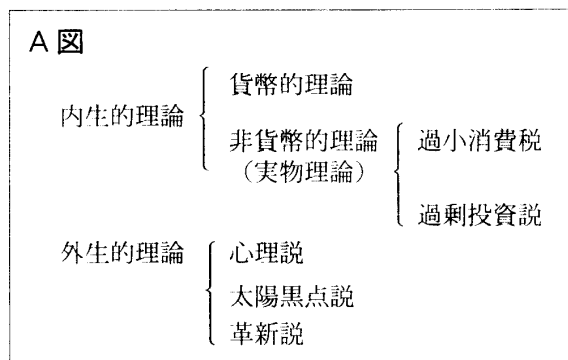 A図
内生的理論
貨幣的理論
非貨幣的理論
（実物理論）
過小消費税
過剰投資説
外生的理論
心理説
太陽黒点説
革新説